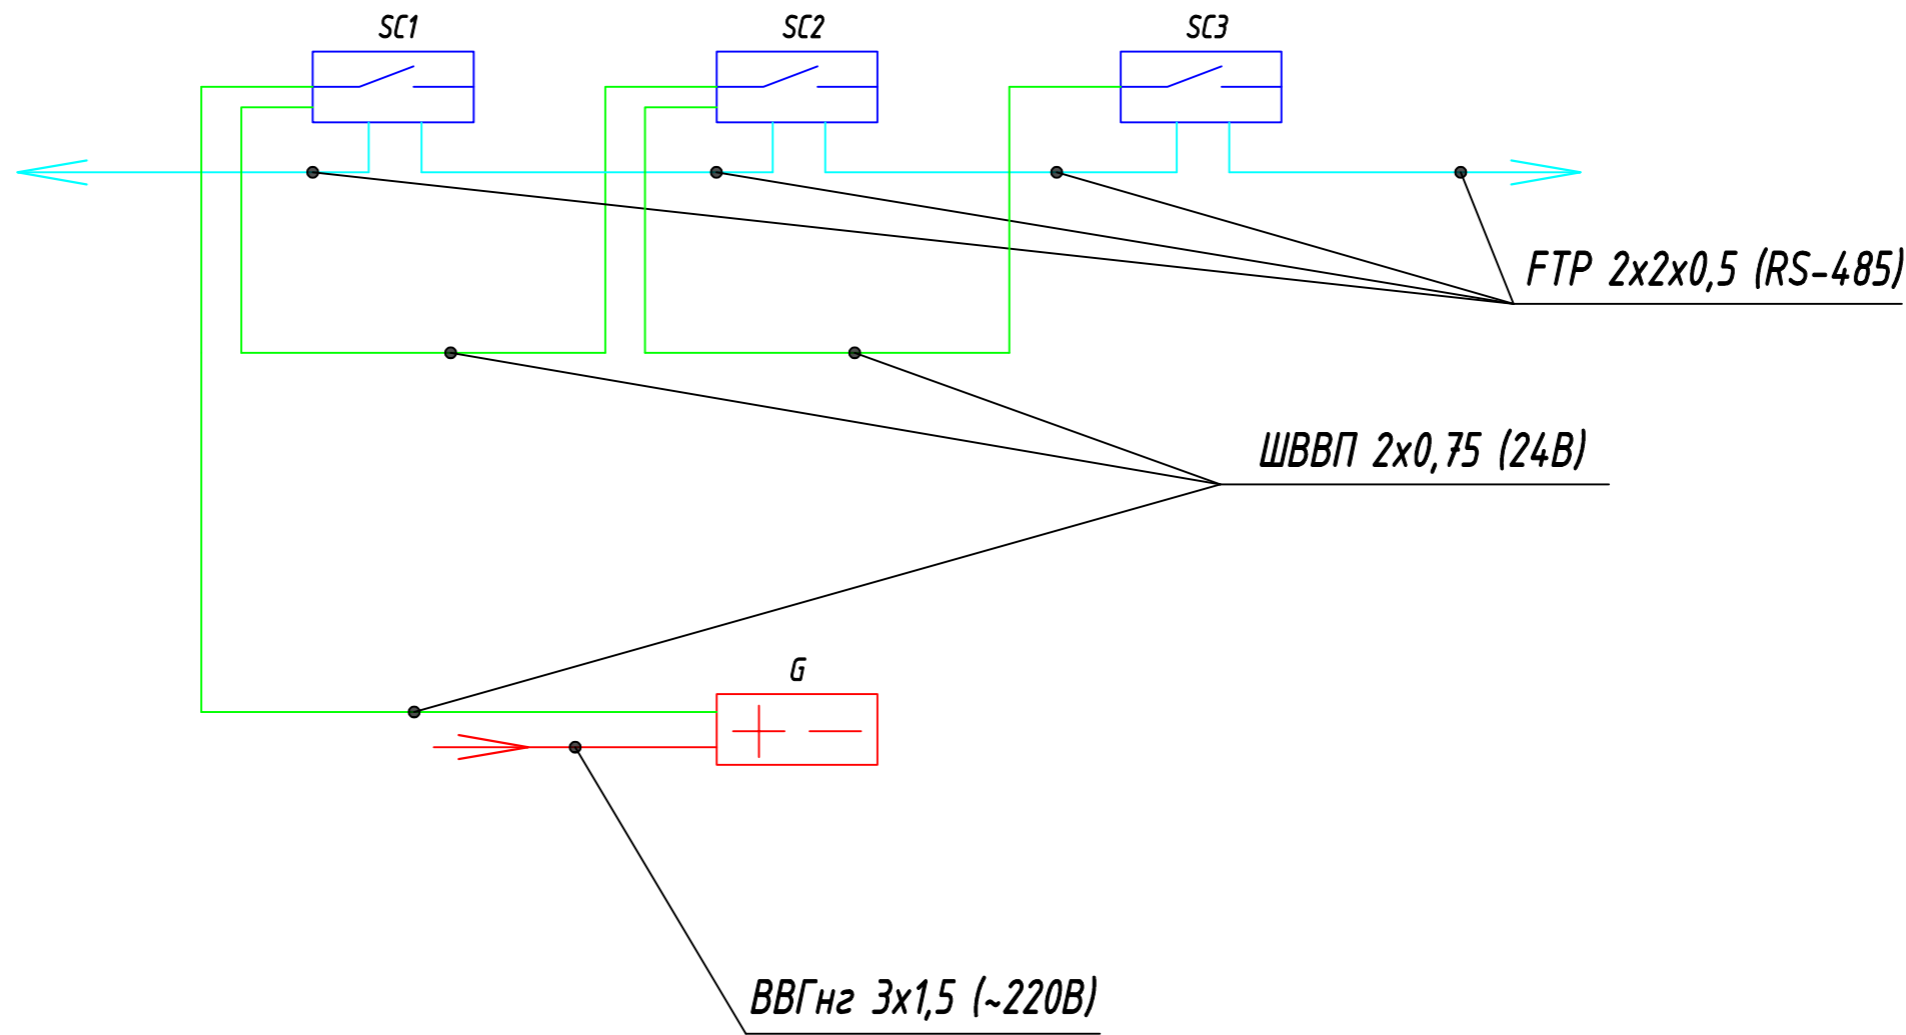 SC1
SC2
SC3
FTP 2x2x0,5 (RS-485)
ШВВП 2x0,75 (24В)
G
ВВГнг 3x1,5 (~220В)